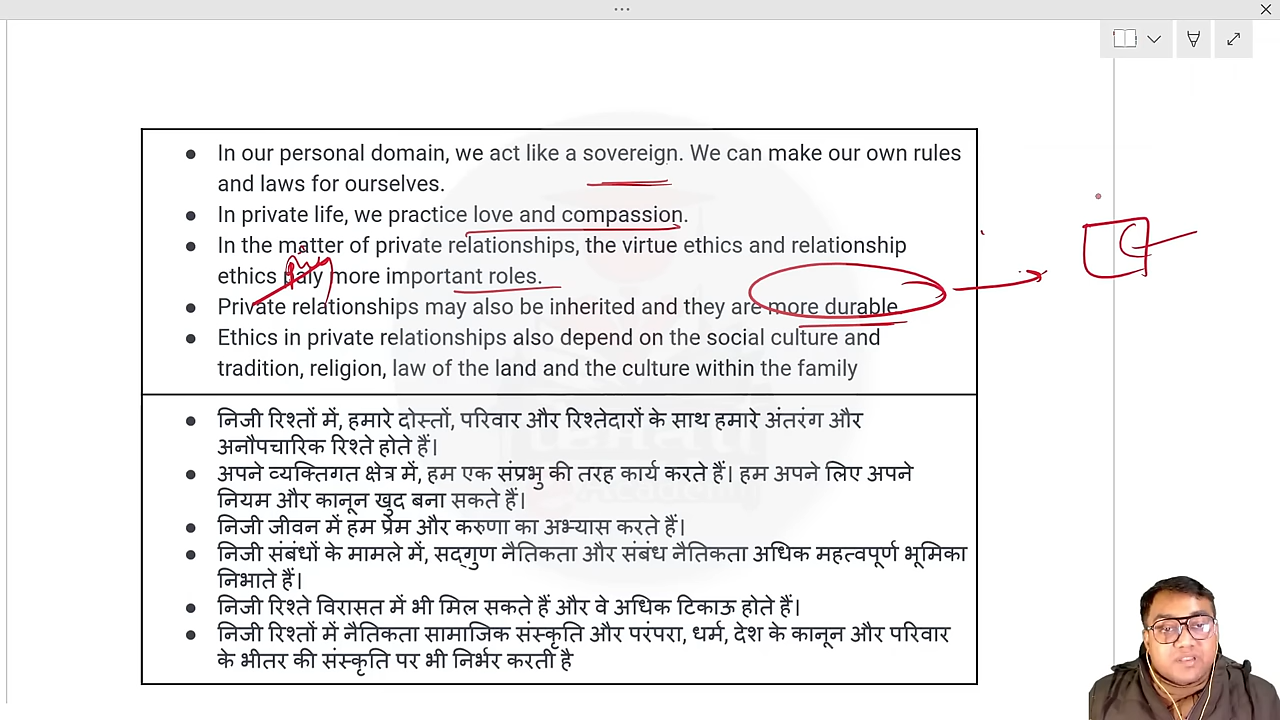 In our personal domain, we act like a sovereign. We can make our own rules
and laws for ourselves.
In private life, we practice love and compassion.
In the matter of private relationships, the virtue ethics and relationship
ethics paly more important roles.
Private relationships may also be inherited and they are more durable.
Ethics in private relationships also depend on the social culture and
tradition, religion, law of the land and the culture within the family
निजी रिश्तों में, हमारे दोस्तों, परिवार और रिश्तेदारों के साथ हमारे अंतरंग और
अनौपचारिक रिश्ते होते हैं।
अपने व्यक्तिगत क्षेत्र में, हम एक संप्रभु की तरह कार्य करते हैं। हम अपने लिए अपने
नियम और कानून खुद बना सकते हैं।
निजी जीवन में हम प्रेम और करुणा का अभ्यास करते हैं।
निजी संबंधों के मामले में, सद्गुण नैतिकता और संबंध नैतिकता अधिक महत्वपूर्ण भूमिका
निभाते हैं।
निजी रिश्ते विरासत में भी मिल सकते हैं और वे अधिक टिकाऊ होते हैं।
निजी रिश्तों में नैतिकता सामाजिक संस्कृति और परंपरा, धर्म, देश के कानून और परिवार
के भीतर की संस्कृति पर भी निर्भर करती है